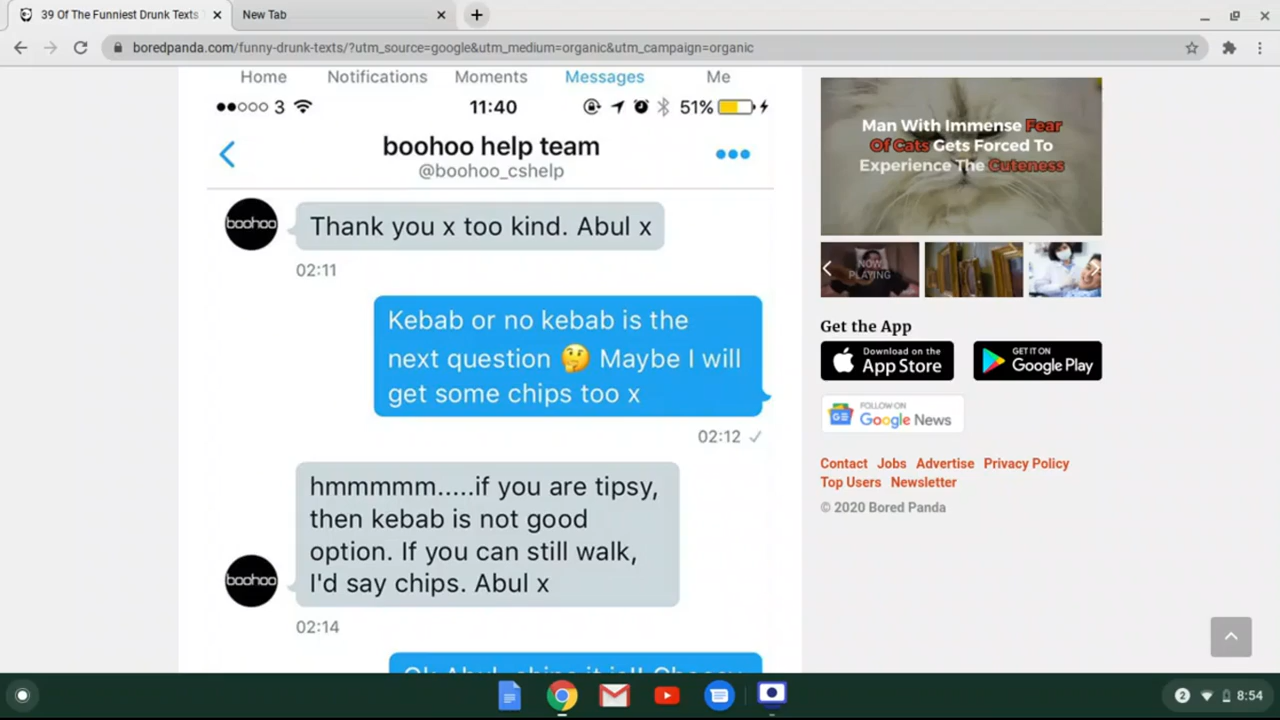 39 Of The Funniest Drunk Texts
New Tab
boredpanda.com/funny-drunk-texts/?utm_source=google&utm_medium=organic&utm_campaign=organic
Home Notifications Moments Messages Me
3 11:40 51%
boohoo help team
@boohoo_cshelp
boohoo
Thank you x too kind. Abul x
02:11
Kebab or no kebab is the
next question 🤔 Maybe I will
get some chips too x
02:12
hmmmmm.....if you are tipsy,
then kebab is not good
option. If you can still walk,
I'd say chips. Abul x
boohoo
02:14
Man With Immense Fear
Of Cats Gets Forced To
Experience The Cuteness
NOW
PLAYING
Get the App
Download on the
App Store
GET IT ON
Google Play
FOLLOW ON
GE Google News
Contact Jobs Advertise Privacy Policy
Top Users Newsletter
© 2020 Bored Panda
2 8:54